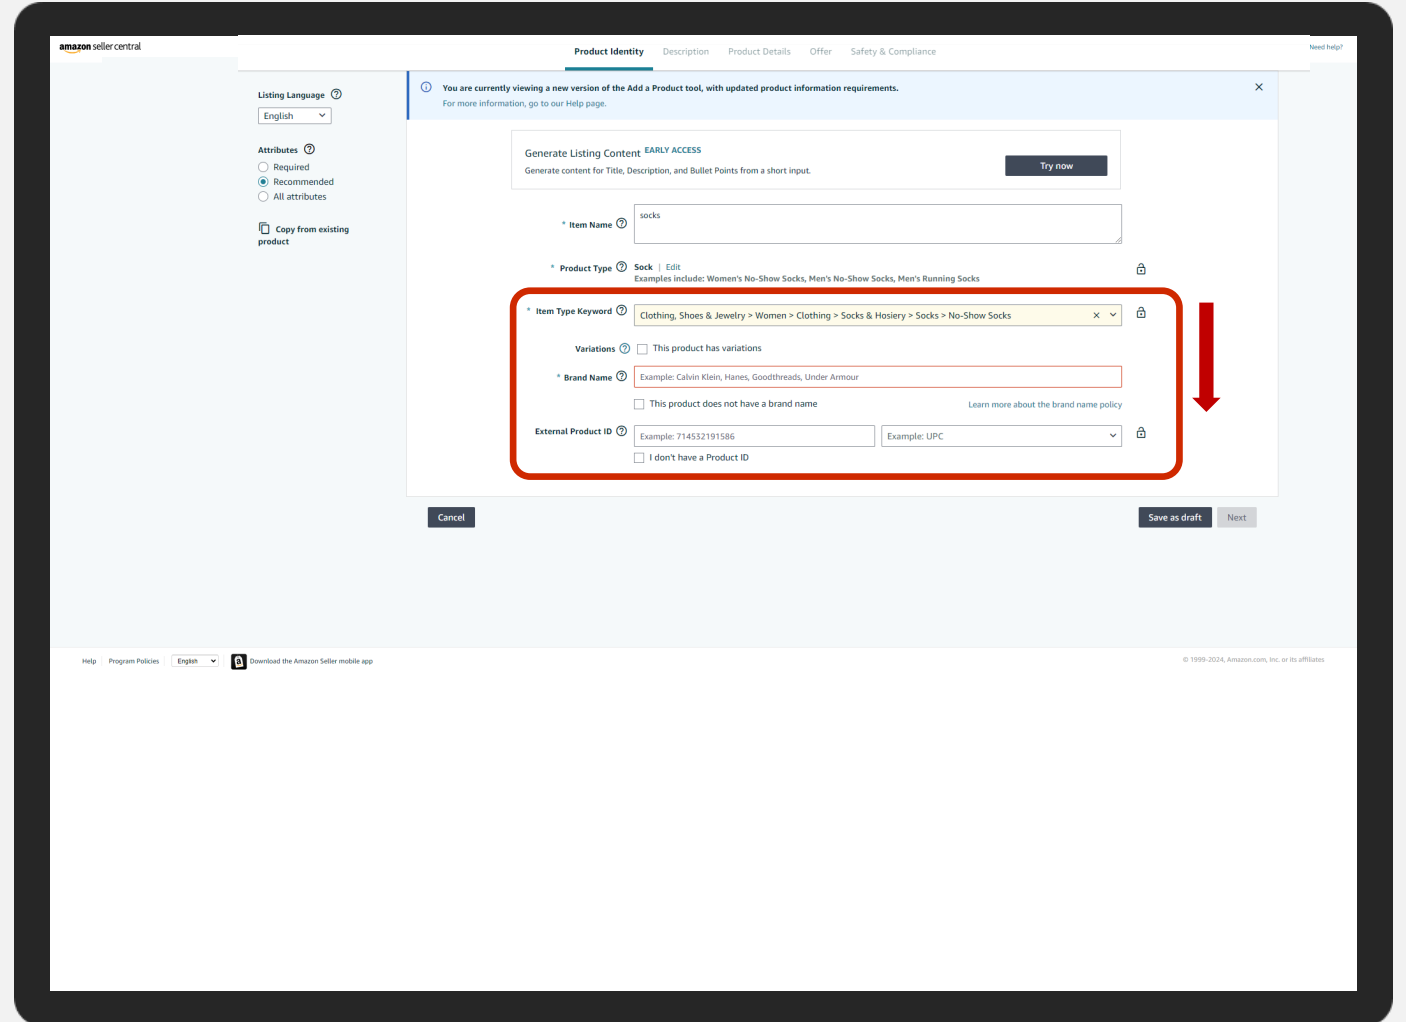 amazon seller central
Product Identity Description Product Details Offer Safety & Compliance
Need help?
Listing Language
English
Attributes
Required
Recommended
All attributes
Copy from existing
product
You are currently viewing a new version of the Add a Product tool, with updated product information requirements.
For more information, go to our Help page.
Generate Listing Content EARLY ACCESS
Generate content for Title, Description, and Bullet Points from a short input.
Try now
* Item Name
socks
* Product Type
Sock | Edit
Examples include: Women's No-Show Socks, Men's No-Show Socks, Men's Running Socks
* Item Type Keyword
Clothing, Shoes & Jewelry > Women > Clothing > Socks & Hosiery > Socks > No-Show Socks
Variations
This product has variations
* Brand Name
Example: Calvin Klein, Hanes, Goodthreads, Under Armour
This product does not have a brand name
Learn more about the brand name policy
External Product ID
Example: 714532191586
Example: UPC
I don't have a Product ID
Cancel
Save as draft
Next
Help
Program Policies
English
Download the Amazon Seller mobile app
© 1999-2024, Amazon.com, Inc. or its affiliates